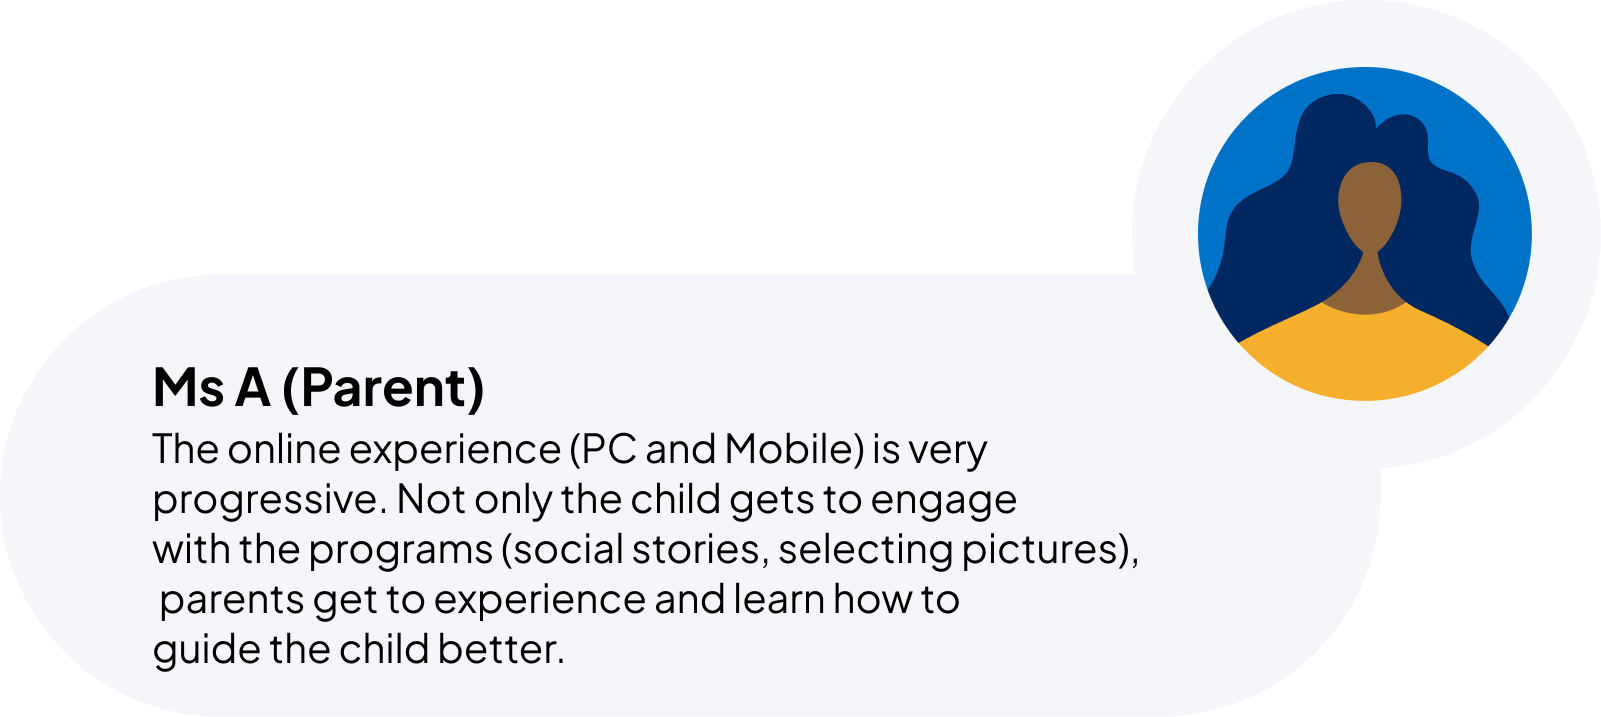 Ms A (Parent)
The online experience (PC and Mobile) is very
progressive. Not only the child gets to engage
with the programs (social stories, selecting pictures),
parents get to experience and learn how to
guide the child better.